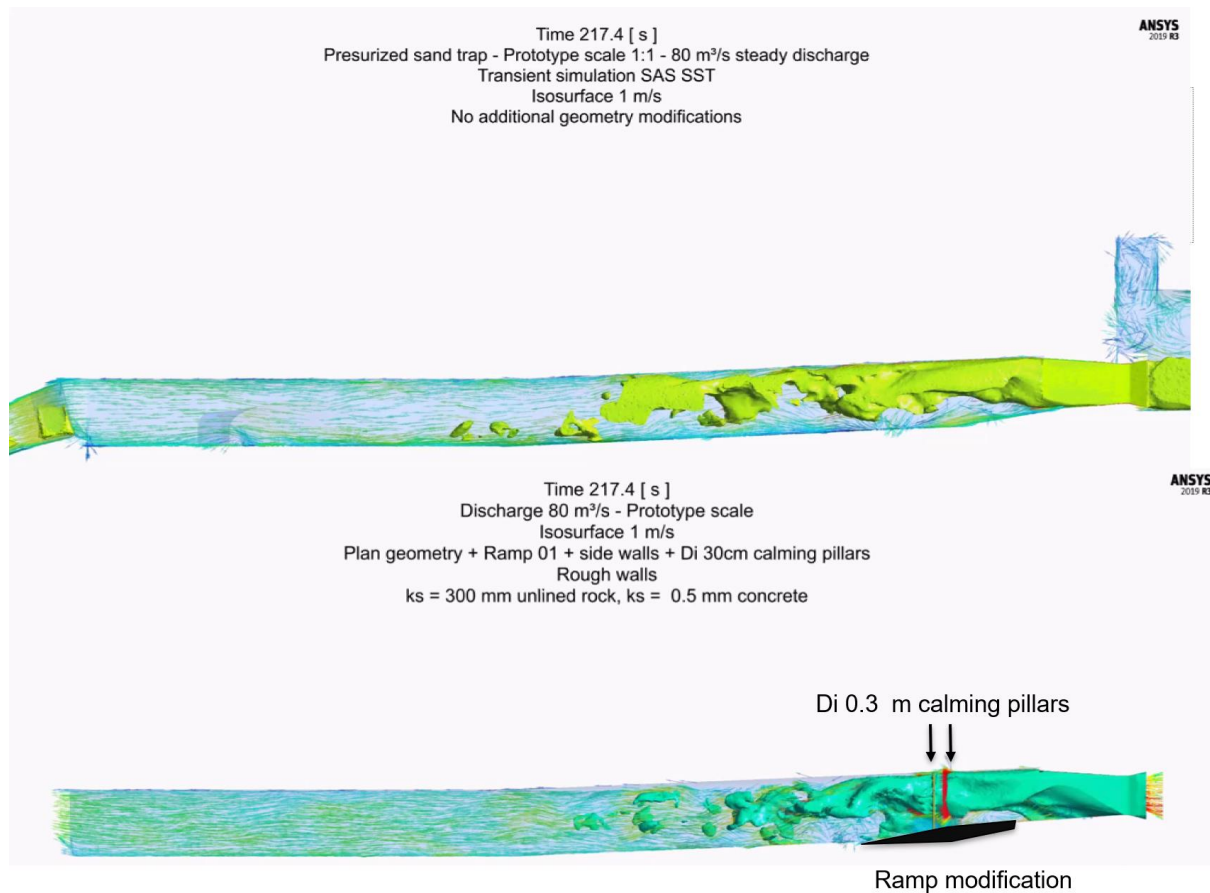 Time 217.4 [ s ]
Presurized sand trap - Prototype scale 1:1 - 80 m³/s steady discharge
Transient simulation SAS SST
Isosurface 1 m/s
No additional geometry modifications
ANSYS
2019 R3
Time 217.4 [ s ]
Discharge 80 m³/s - Prototype scale
Isosurface 1 m/s
Plan geometry + Ramp 01 + side walls + Di 30cm calming pillars
Rough walls
ks = 300 mm unlined rock, ks = 0.5 mm concrete
ANSYS
2019 R3
Di 0.3 m calming pillars
Ramp modification